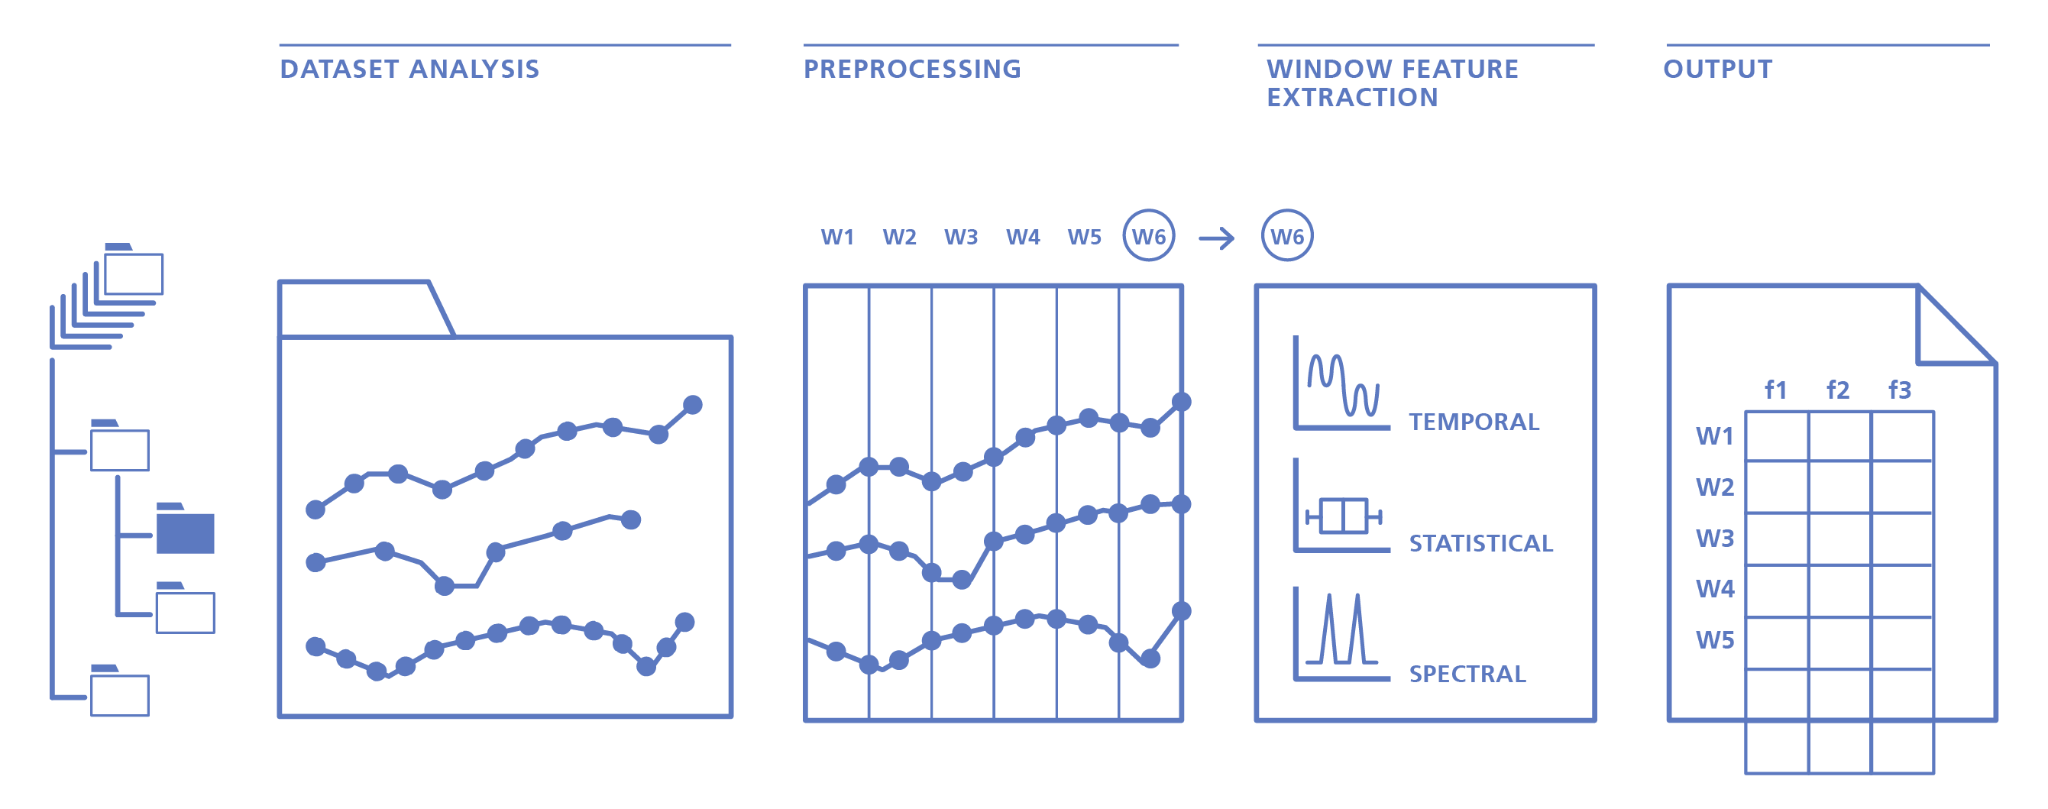 DATASET ANALYSIS
PREPROCESSING
WINDOW FEATURE
EXTRACTION
OUTPUT
W1 W2 W3 W4 W5 W6
W6
TEMPORAL
STATISTICAL
SPECTRAL
f1 f2 f3
W1
W2
W3
W4
W5